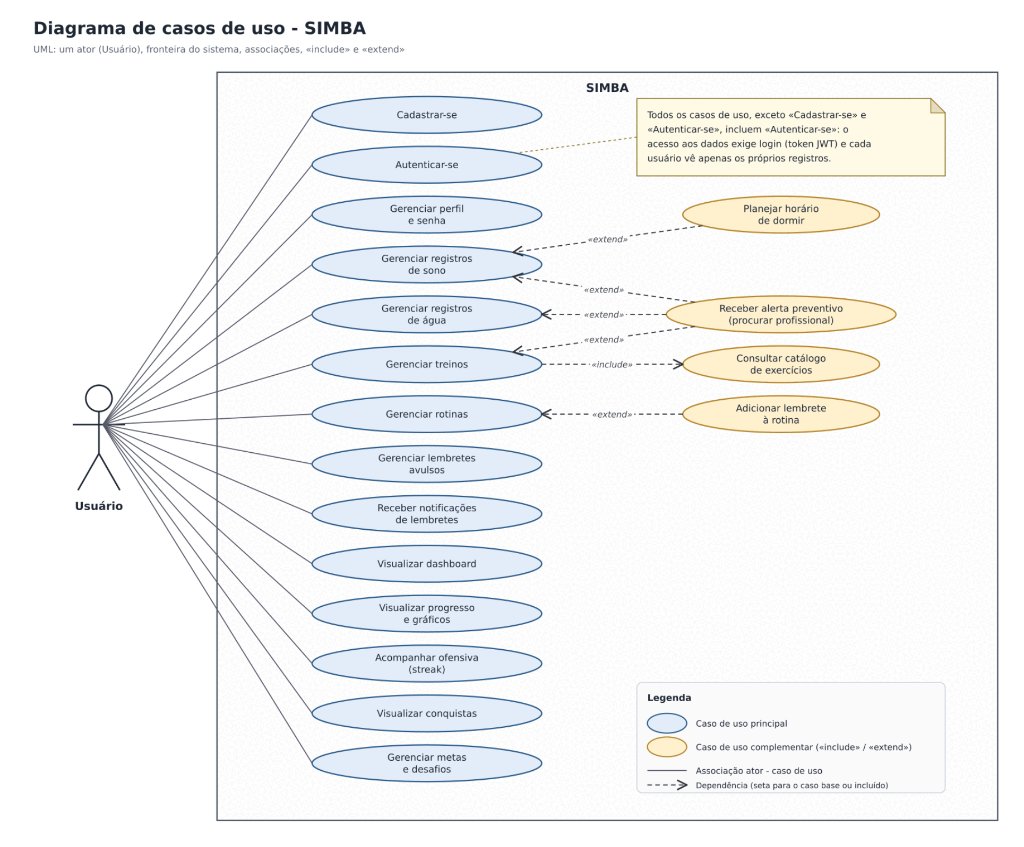 Diagrama de casos de uso - SIMBA
UML: um ator (Usuário), fronteira do sistema, associações, «include» e «extend»
SIMBA
Cadastrar-se
Todos os casos de uso, exceto «Cadastrar-se» e
«Autenticar-se», incluem «Autenticar-se»: o
acesso aos dados exige login (token JWT) e cada
usuário vê apenas os próprios registros.
Autenticar-se
Gerenciar perfil
e senha
Planejar horário
de dormir
«extend»
Gerenciar registros
de sono
«extend»
Gerenciar registros
de água
«extend»
Receber alerta preventivo
(procurar profissional)
«extend»
Gerenciar treinos
«include»
Consultar catálogo
de exercícios
Gerenciar rotinas
«extend»
Adicionar lembrete
à rotina
Gerenciar lembretes
avulsos
Usuário
Receber notificações
de lembretes
Visualizar dashboard
Visualizar progresso
e gráficos
Acompanhar ofensiva
(streak)
Visualizar conquistas
Gerenciar metas
e desafios
Legenda
Caso de uso principal
Caso de uso complementar («include» / «extend»)
Associação ator - caso de uso
Dependência (seta para o caso base ou incluído)